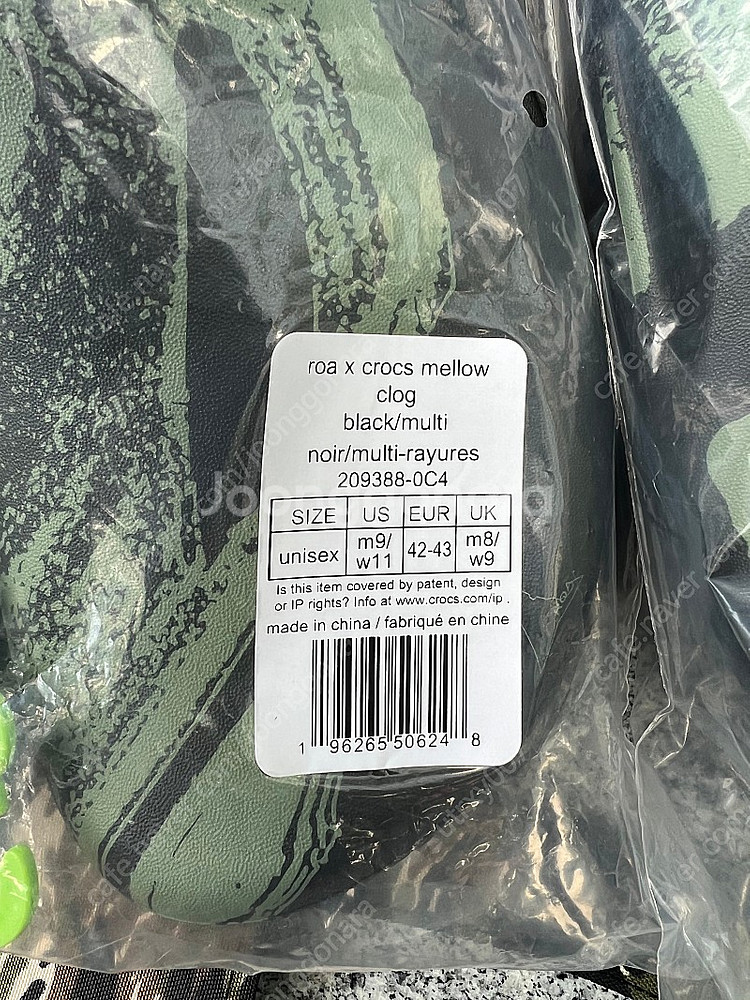 roa x crocs mellow
clog
black/multi
noir/multi-rayures
209388-0C4
SIZE US EUR UK
unisex m9/ w11 42-43 m8/ w9
Is this item covered by patent, design
or IP rights? Info at www.crocs.com/ip .
made in china / fabriqué en chine
1 96265 50624 8